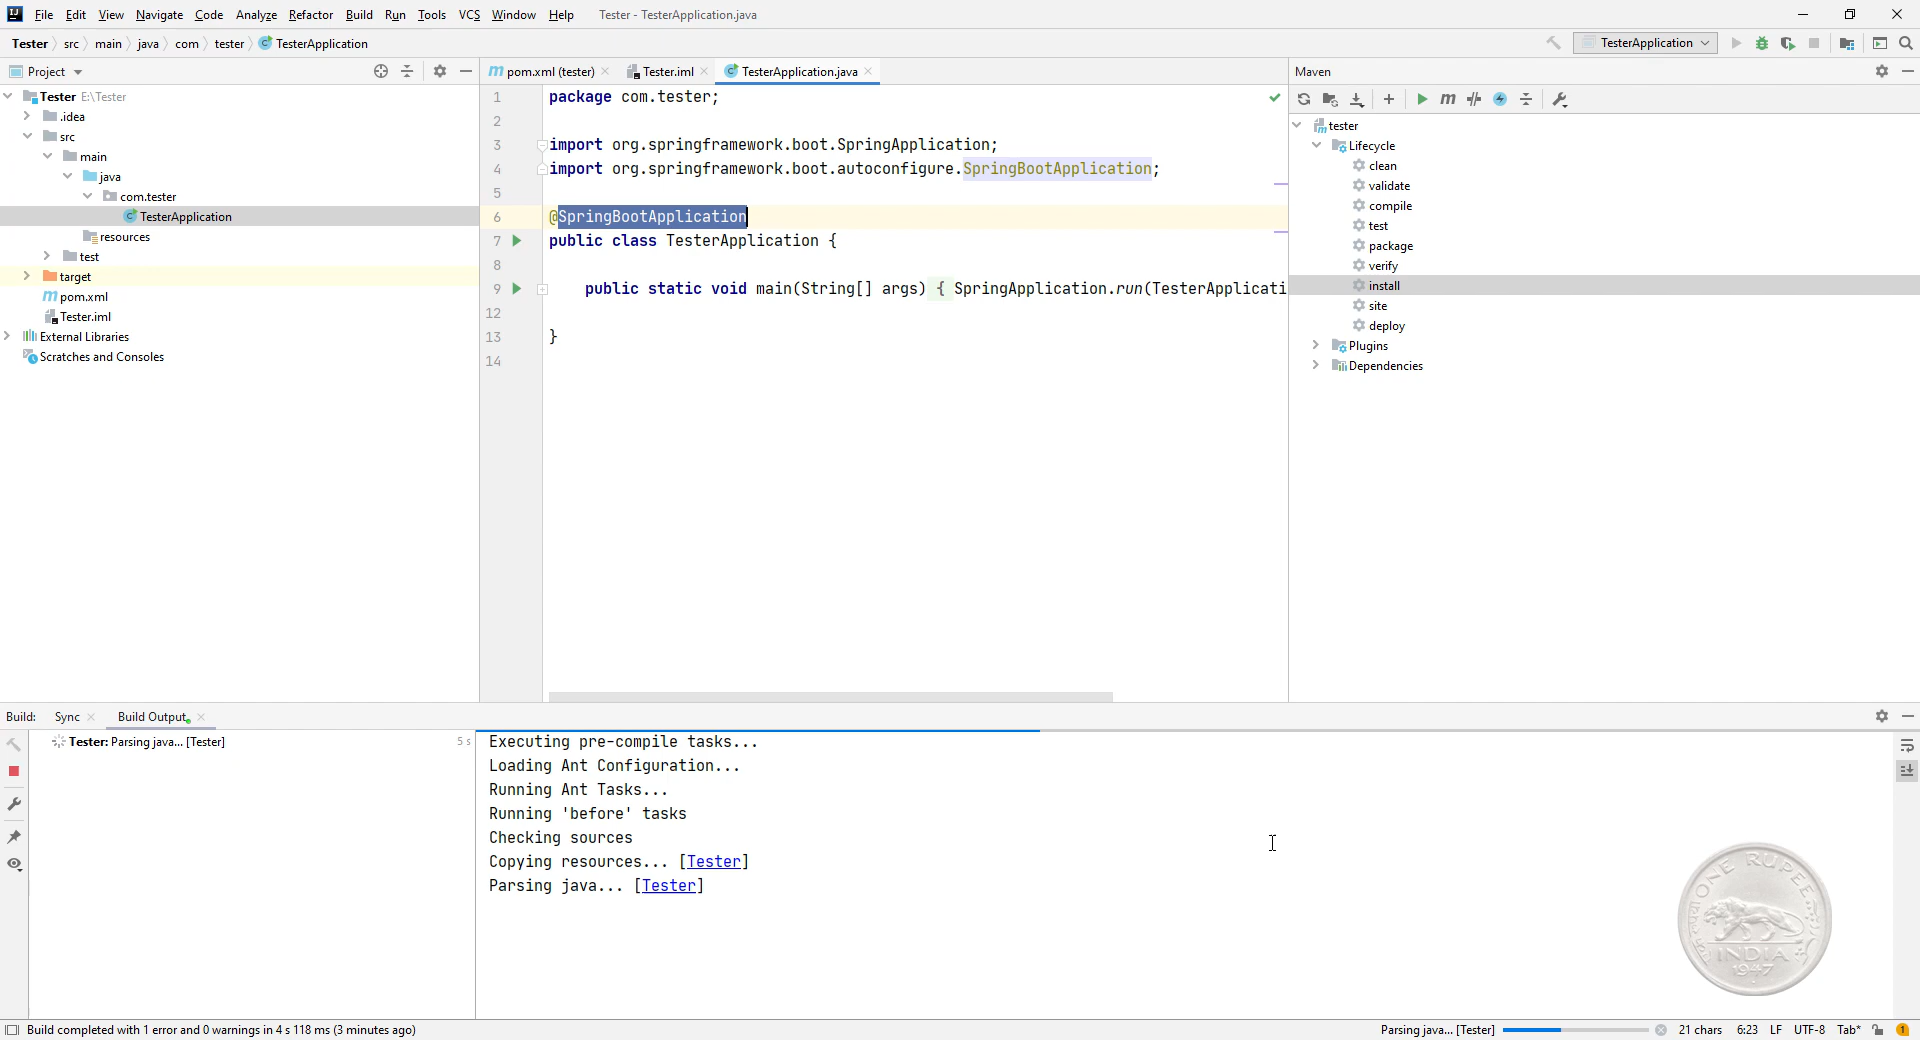 File Edit View Navigate Code Analyze Refactor Build Run Tools VCS Window Help Tester - TesterApplication.java
Tester src main java com tester TesterApplication
TesterApplication
Project
pom.xml (tester) Tester.iml TesterApplication.java
Maven
Tester E:\Tester
.idea
src
main
java
com.tester
TesterApplication
resources
test
target
pom.xml
Tester.iml
External Libraries
Scratches and Consoles
1 package com.tester;
2
3 import org.springframework.boot.SpringApplication;
4 import org.springframework.boot.autoconfigure.SpringBootApplication;
5
6 @SpringBootApplication
7 public class TesterApplication {
8
9 public static void main(String[] args) { SpringApplication.run(TesterApplicati
12
13 }
14
tester
Lifecycle
clean
validate
compile
test
package
verify
install
site
deploy
Plugins
Dependencies
Build: Sync Build Output
Tester: Parsing java... [Tester] 5 s
Executing pre-compile tasks...
Loading Ant Configuration...
Running Ant Tasks...
Running 'before' tasks
Checking sources
Copying resources... [Tester]
Parsing java... [Tester]
ONE RUPEE
INDIA
1947
Build completed with 1 error and 0 warnings in 4 s 118 ms (3 minutes ago)
Parsing java... [Tester] 21 chars 6:23 LF UTF-8 Tab* 1